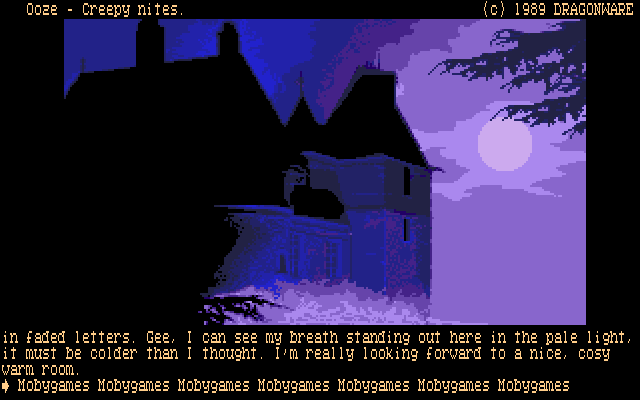 Ooze - Creepy nites. (c) 1989 DRAGONWARE
in faded letters. Gee, I can see my breath standing out here in the pale light,
it must be colder than I thought. I'm really looking forward to a nice, cosy
warm room.
Mobygames Mobygames Mobygames Mobygames Mobygames Mobygames Mobygames